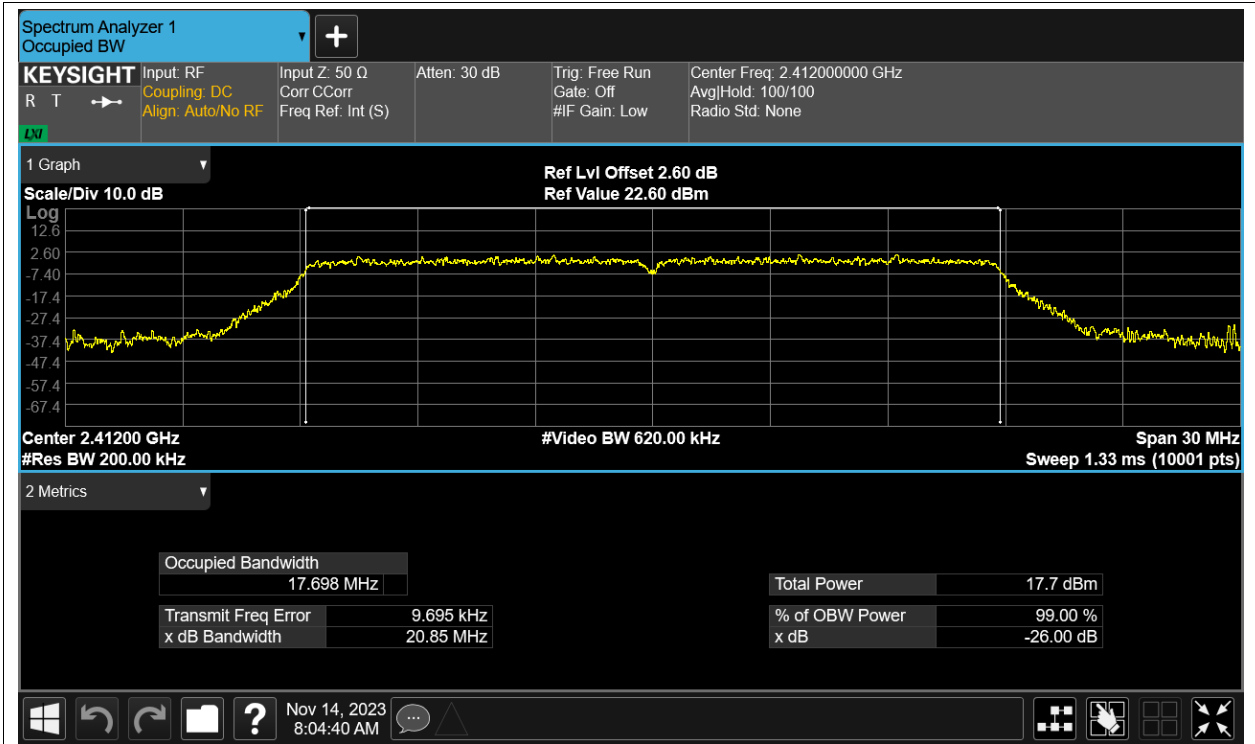 Spectrum Analyzer 1
Occupied BW
KEYSIGHT
R T
LXI
Input: RF
Coupling: DC
Align: Auto/No RF
Input Z: 50 Ω
Corr CCorr
Freq Ref: Int (S)
Atten: 30 dB
Trig: Free Run
Gate: Off
#IF Gain: Low
Center Freq: 2.412000000 GHz
Avg|Hold: 100/100
Radio Std: None
1 Graph
Scale/Div 10.0 dB
Ref Lvl Offset 2.60 dB
Ref Value 22.60 dBm
Log
12.6
2.60
-7.40
-17.4
-27.4
-37.4
-47.4
-57.4
-67.4
Center 2.41200 GHz
#Res BW 200.00 kHz
#Video BW 620.00 kHz
Span 30 MHz
Sweep 1.33 ms (10001 pts)
2 Metrics
Occupied Bandwidth
17.698 MHz
Transmit Freq Error 9.695 kHz
x dB Bandwidth 20.85 MHz
Total Power 17.7 dBm
% of OBW Power 99.00 %
x dB -26.00 dB
?
Nov 14, 2023
8:04:40 AM